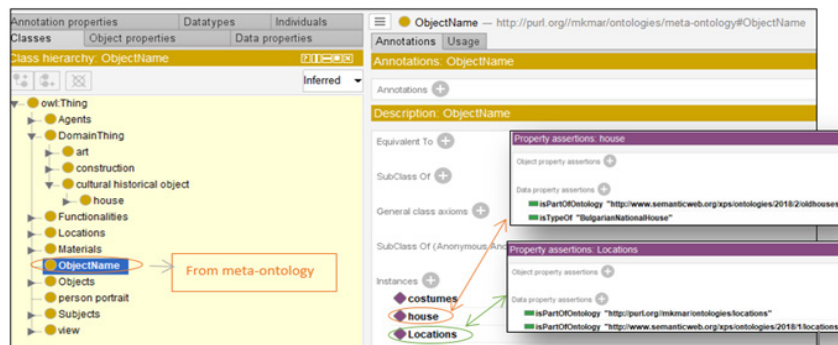 Annotation properties Datatypes Individuals
Classes Object properties Data properties
Class hierarchy: ObjectName
Inferred
owl:Thing
Agents
DomainThing
art
construction
cultural historical object
house
Functionalities
Locations
Materials
ObjectName
Objects
person portrait
Subjects
view
From meta-ontology
ObjectName — http://purl.org//mkmar/ontologies/meta-ontology#ObjectName
Annotations Usage
Annotations: ObjectName
Annotations
Description: ObjectName
Equivalent To
SubClass Of
General class axioms
SubClass Of (Anonymous And
Instances
costumes
house
Locations
Property assertions: house
Object property assertions
Data property assertions
isPartOfOntology "http://www.semanticweb.org/xps/ontologies/2018/2/oldhouses
isTypeOf "BulgarianNationalHouse"
Property assertions: Locations
Object property assertions
Data property assertions
isPartOfOntology "http://purl.org/mkmar/ontologies/locations"
isPartOfOntology "http://www.semanticweb.org/xps/ontologies/2018/1/locations